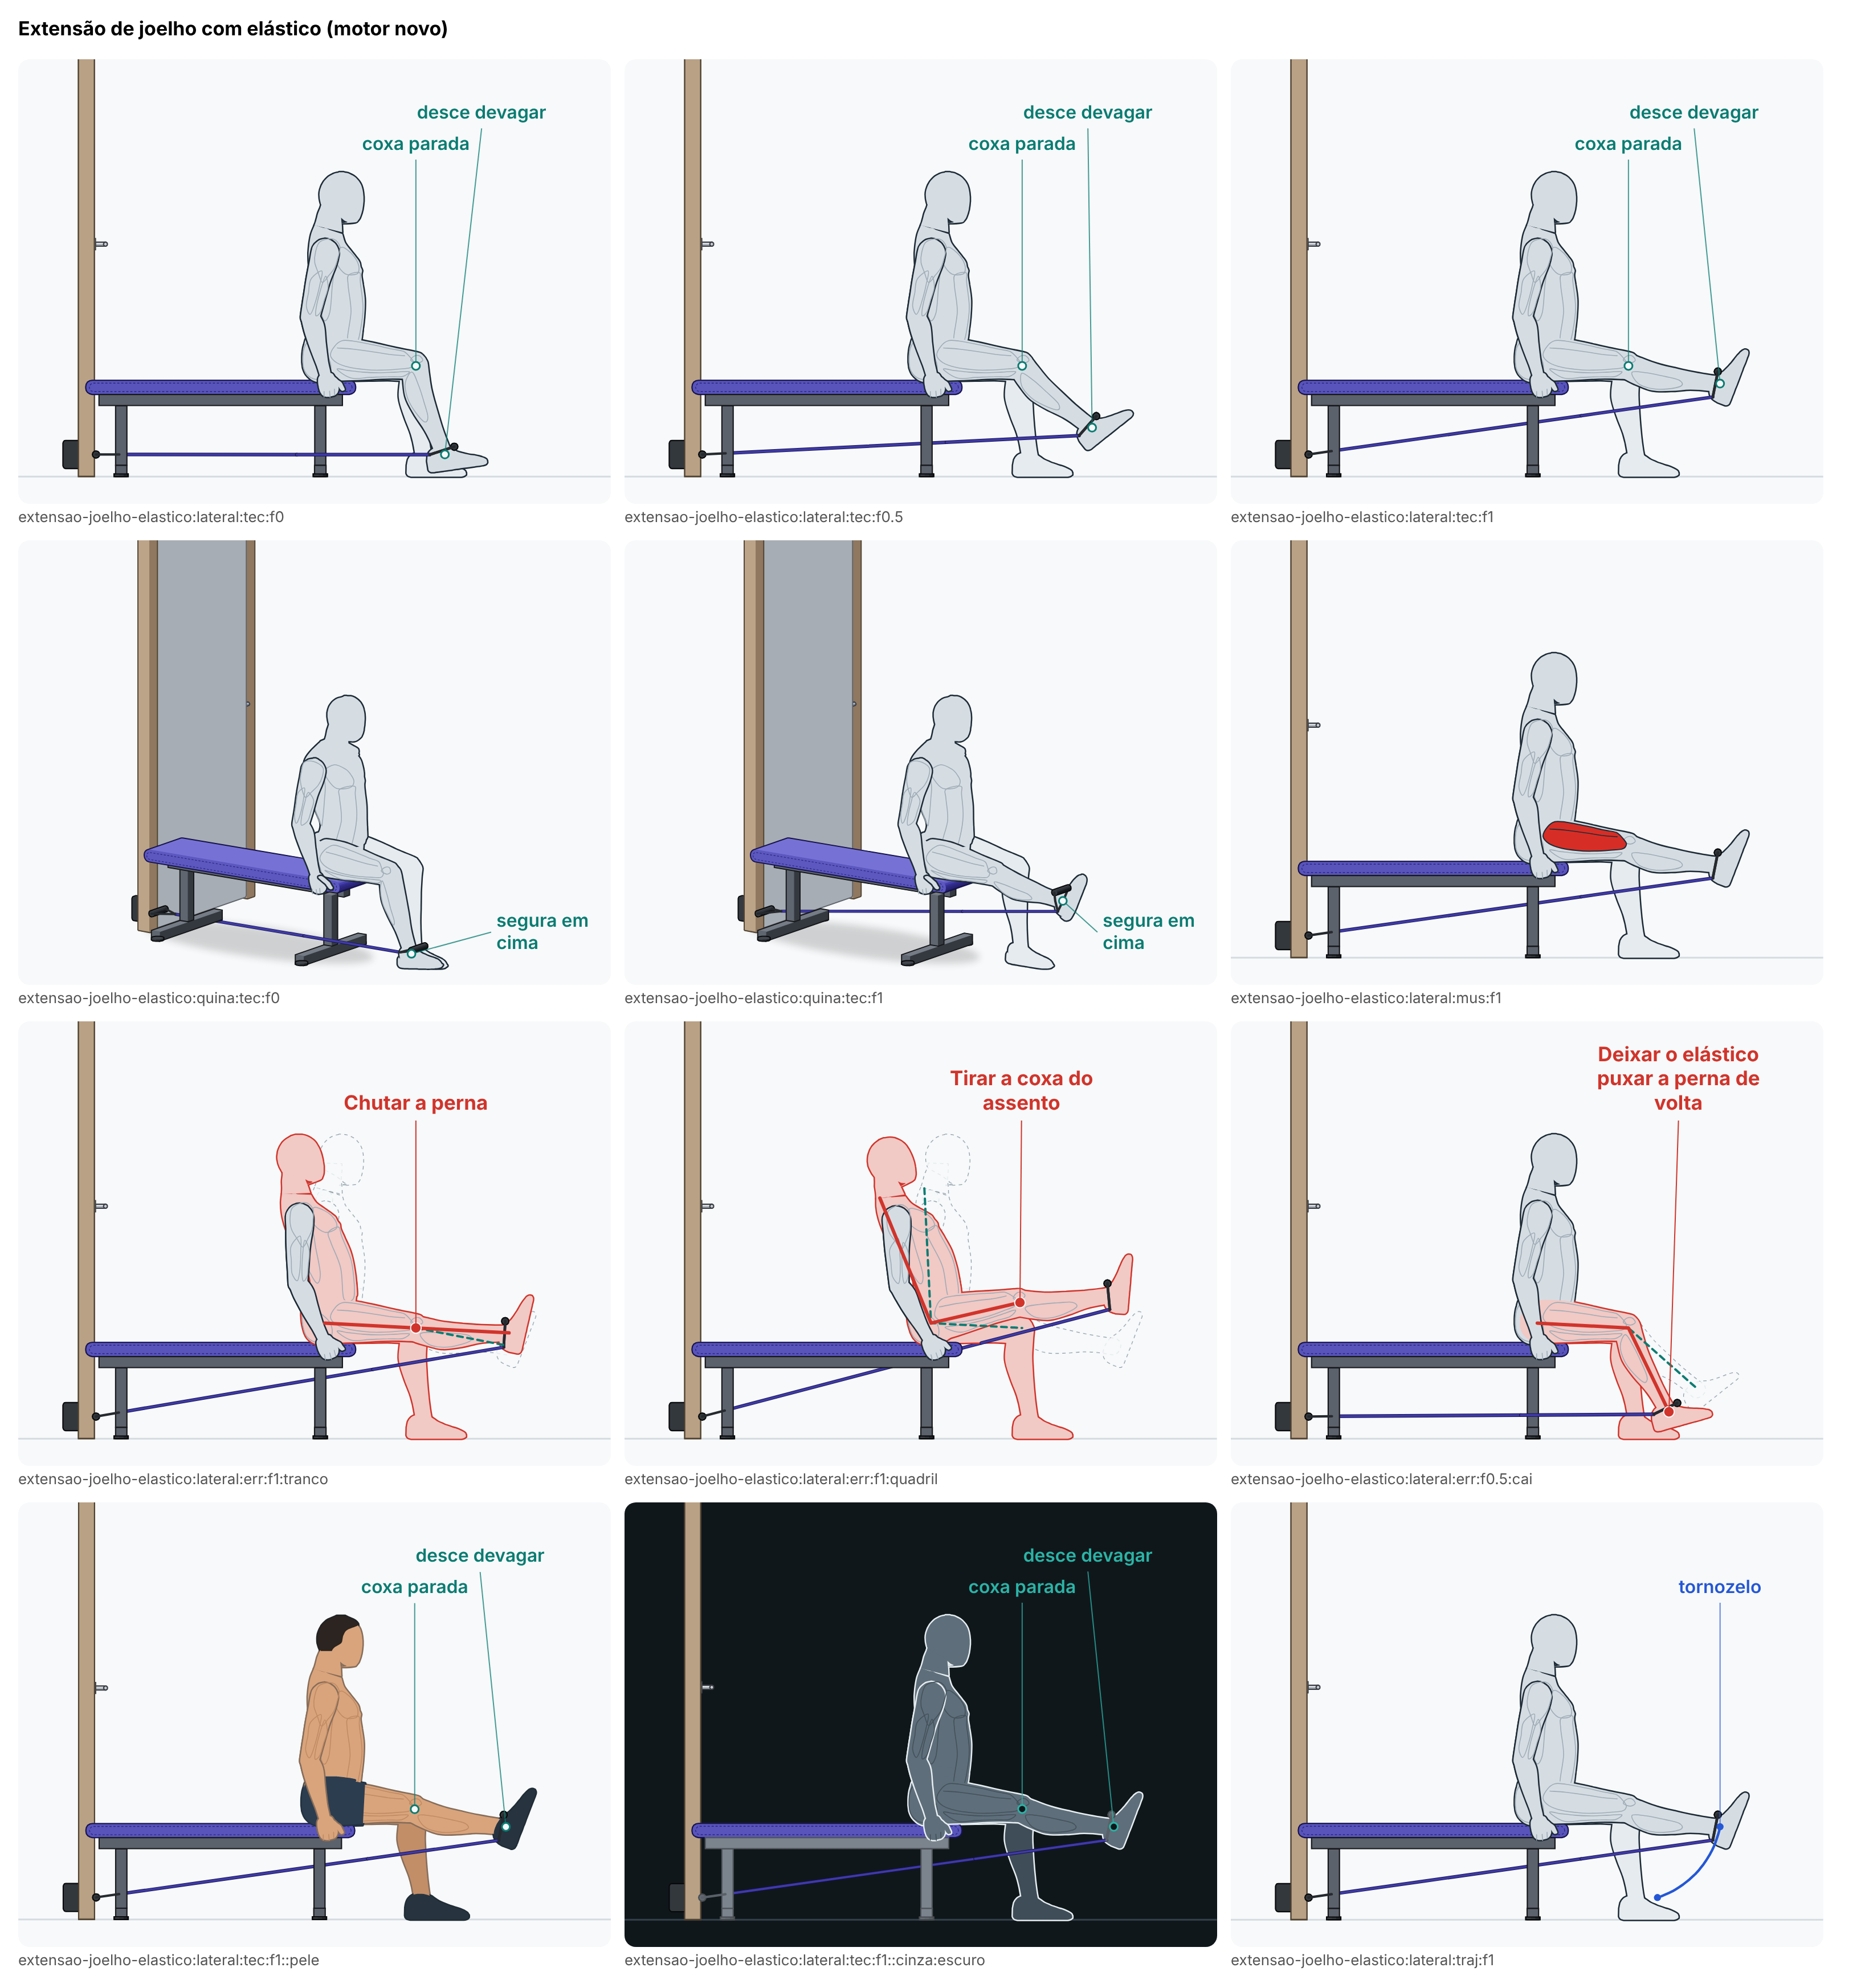 Extensão de joelho com elástico (motor novo)
desce devagar
coxa parada
desce devagar
coxa parada
desce devagar
coxa parada
extensao-joelho-elastico:lateral:tec:f0
extensao-joelho-elastico:lateral:tec:f0.5
extensao-joelho-elastico:lateral:tec:f1
segura em
cima
segura em
cima
extensao-joelho-elastico:quina:tec:f0
extensao-joelho-elastico:quina:tec:f1
extensao-joelho-elastico:lateral:mus:f1
Chutar a perna
Tirar a coxa do
assento
Deixar o elástico
puxar a perna de
volta
extensao-joelho-elastico:lateral:err:f1:tranco
extensao-joelho-elastico:lateral:err:f1:quadril
extensao-joelho-elastico:lateral:err:f0.5:cai
desce devagar
coxa parada
desce devagar
coxa parada
tornozelo
extensao-joelho-elastico:lateral:tec:f1::pele
extensao-joelho-elastico:lateral:tec:f1::cinza:escuro
extensao-joelho-elastico:lateral:traj:f1